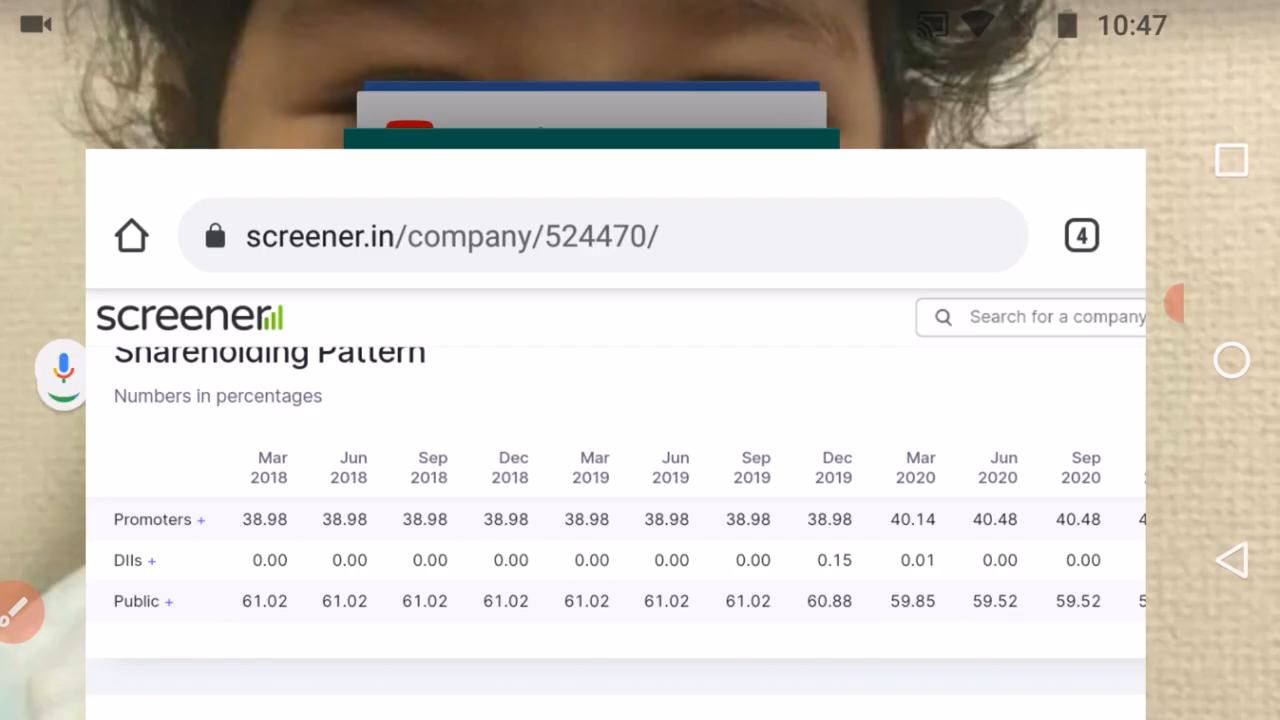 10:47
screener.in/company/524470/
4
screener
Search for a company
Shareholding Pattern
Numbers in percentages
Mar 2018 Jun 2018 Sep 2018 Dec 2018 Mar 2019 Jun 2019 Sep 2019 Dec 2019 Mar 2020 Jun 2020 Sep 2020
Promoters + 38.98 38.98 38.98 38.98 38.98 38.98 38.98 38.98 40.14 40.48 40.48
DIIs + 0.00 0.00 0.00 0.00 0.00 0.00 0.00 0.15 0.01 0.00 0.00
Public + 61.02 61.02 61.02 61.02 61.02 61.02 61.02 60.88 59.85 59.52 59.52